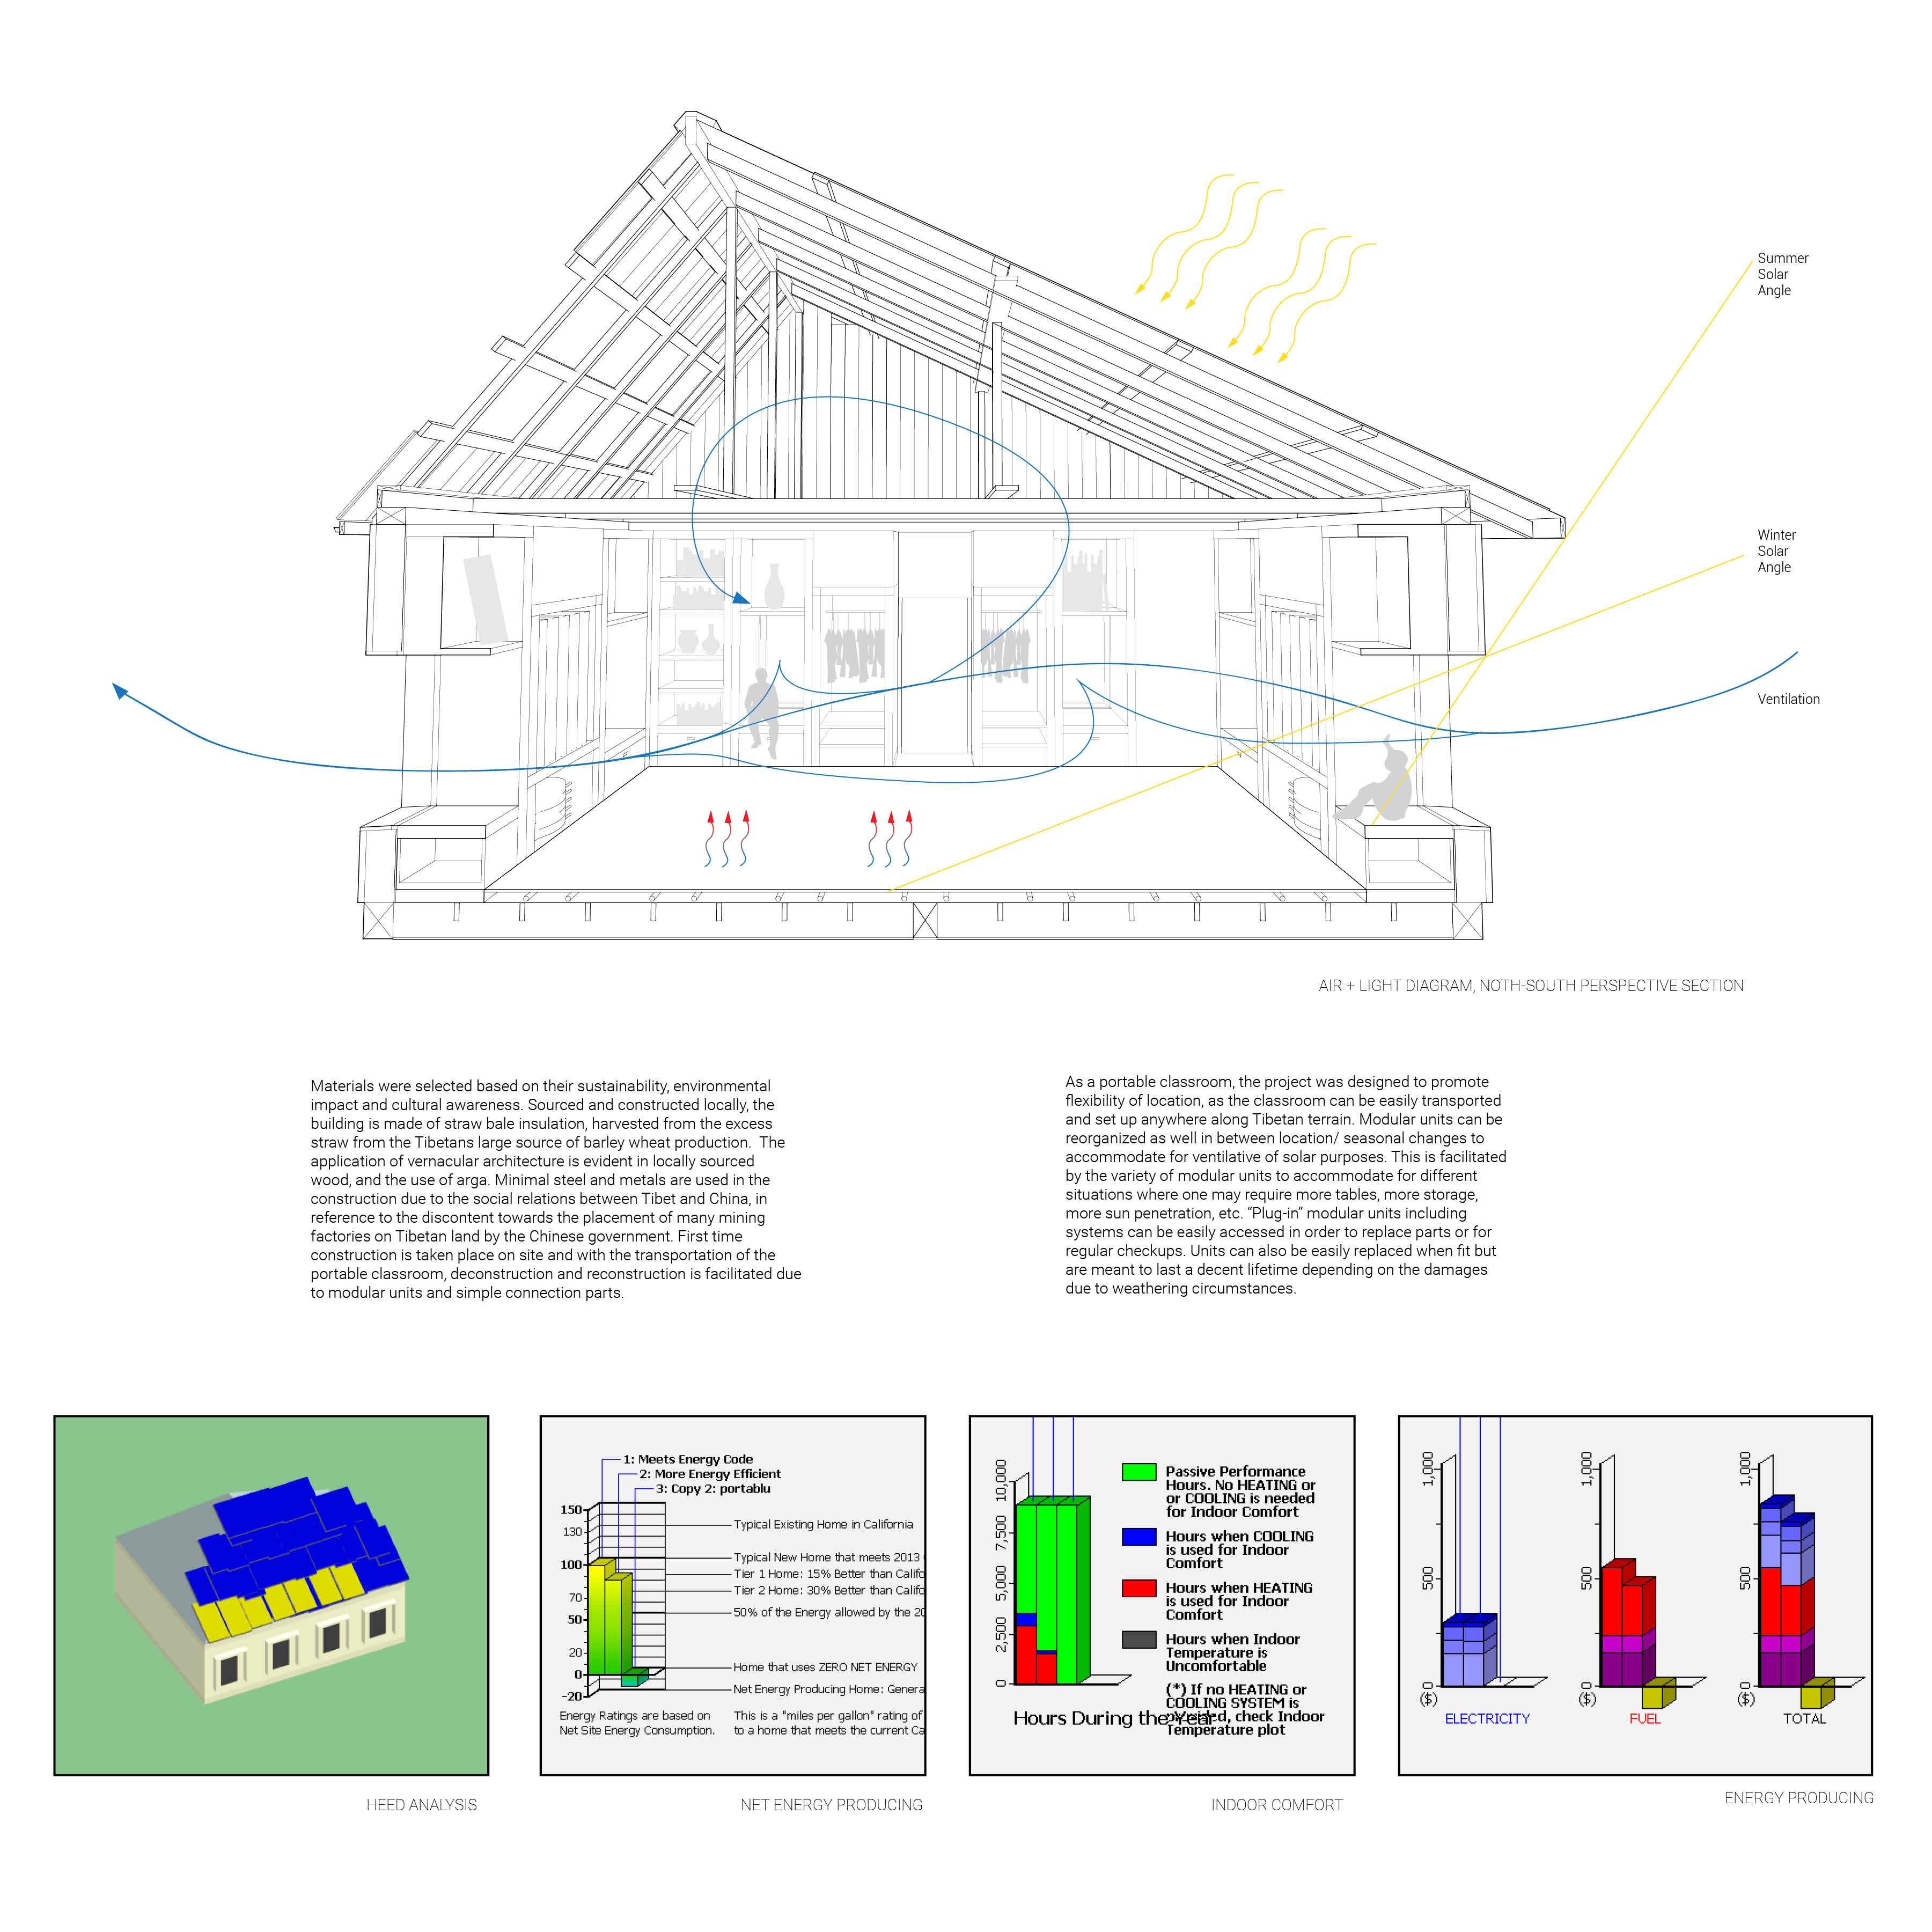 Summer
Solar
Angle
Winter
Solar
Angle
Ventilation
AIR + LIGHT DIAGRAM, NOTH-SOUTH PERSPECTIVE SECTION
Materials were selected based on their sustainability, environmental
impact and cultural awareness. Sourced and constructed locally, the
building is made of straw bale insulation, harvested from the excess
straw from the Tibetans large source of barley wheat production. The
application of vernacular architecture is evident in locally sourced
wood, and the use of arga. Minimal steel and metals are used in the
construction due to the social relations between Tibet and China, in
reference to the discontent towards the placement of many mining
factories on Tibetan land by the Chinese government. First time
construction is taken place on site and with the transportation of the
portable classroom, deconstruction and reconstruction is facilitated due
to modular units and simple connection parts.
As a portable classroom, the project was designed to promote
flexibility of location, as the classroom can be easily transported
and set up anywhere along Tibetan terrain. Modular units can be
reorganized as well in between location/ seasonal changes to
accommodate for ventilative of solar purposes. This is facilitated
by the variety of modular units to accommodate for different
situations where one may require more tables, more storage,
more sun penetration, etc. “Plug-in” modular units including
systems can be easily accessed in order to replace parts or for
regular checkups. Units can also be easily replaced when fit but
are meant to last a decent lifetime depending on the damages
due to weathering circumstances.
HEED ANALYSIS
1: Meets Energy Code
2: More Energy Efficient
3: Copy 2: portablu
150
130
100
70
50
20
0
-20
Typical Existing Home in California
Typical New Home that meets 2013
Tier 1 Home: 15% Better than Califo
Tier 2 Home: 30% Better than Califo
50% of the Energy allowed by the 20
Home that uses ZERO NET ENERGY
Net Energy Producing Home: Genera
Energy Ratings are based on
Net Site Energy Consumption.
This is a "miles per gallon" rating of
to a home that meets the current Ca
NET ENERGY PRODUCING
10,000
7,500
5,000
2,500
0
Passive Performance
Hours. No HEATING or
or COOLING is needed
for Indoor Comfort
Hours when COOLING
is used for Indoor
Comfort
Hours when HEATING
is used for Indoor
Comfort
Hours when Indoor
Temperature is
Uncomfortable
(*) If no HEATING or
COOLING SYSTEM is
check Indoor
Temperature plot
Hours During the Year
INDOOR COMFORT
1,000
500
0
($)
ELECTRICITY
1,000
500
0
($)
FUEL
1,000
500
0
($)
TOTAL
ENERGY PRODUCING